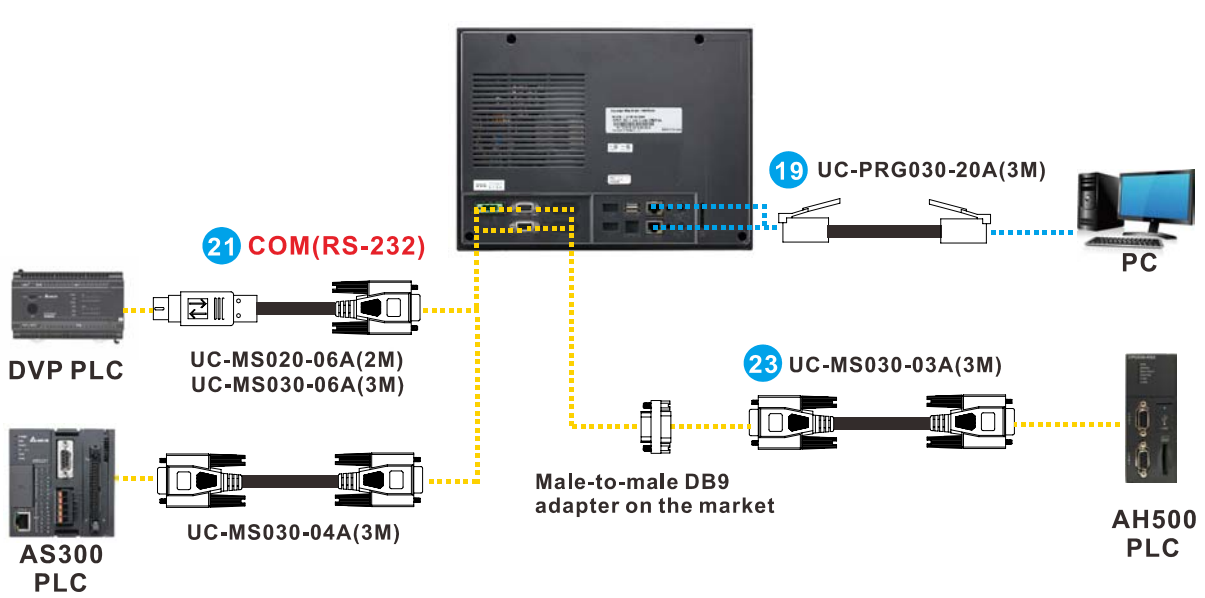 19 UC-PRG030-20A(3M)
PC
21 COM(RS-232)
UC-MS020-06A(2M)
UC-MS030-06A(3M)
DVP PLC
23 UC-MS030-03A(3M)
Male-to-male DB9
adapter on the market
UC-MS030-04A(3M)
AS300
PLC
AH500
PLC